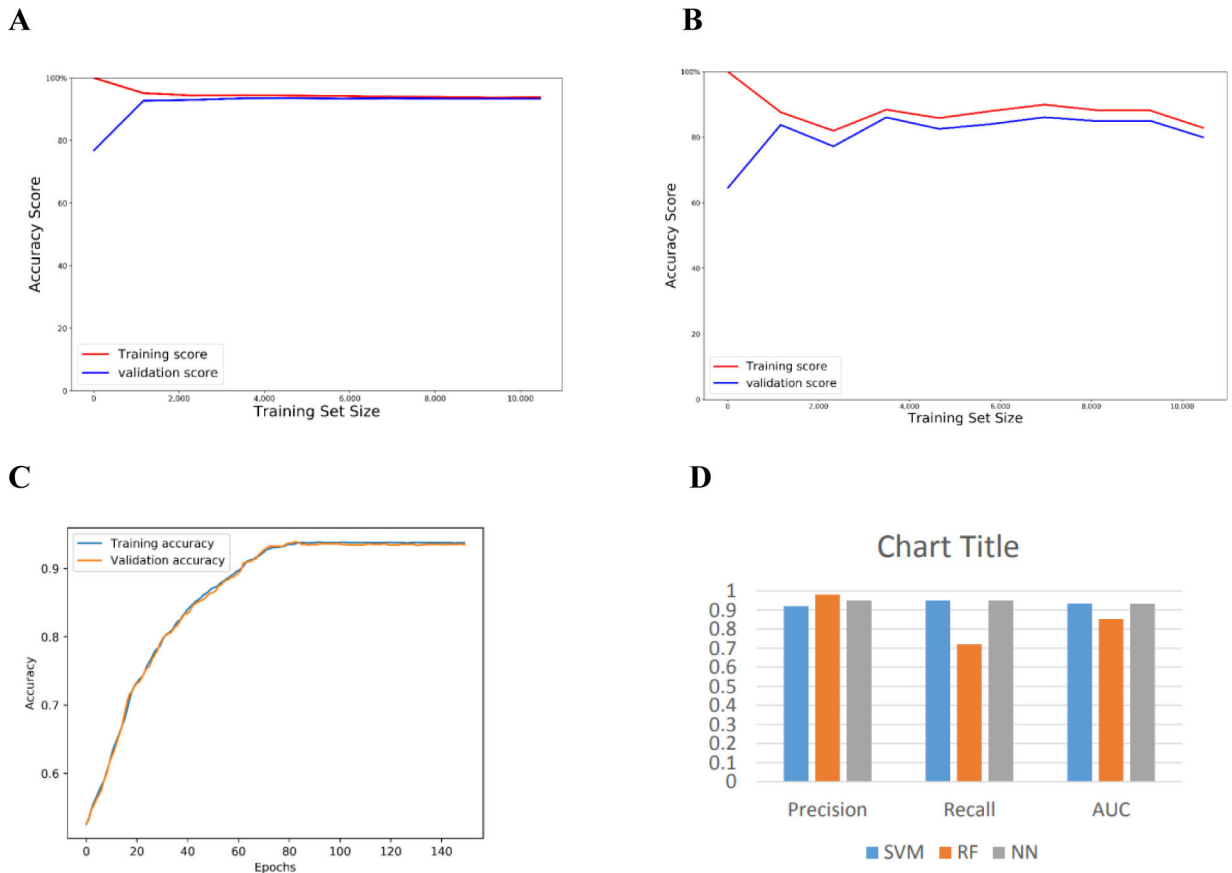 A
100%
80
60
40
20
0
Accuracy Score
Training score
validation score
0 2,000 4,000 6,000 8,000 10,000
Training Set Size
B
100%
80
60
40
20
0
Accuracy Score
Training score
validation score
0 2,000 4,000 6,000 8,000 10,000
Training Set Size
C
Training accuracy
Validation accuracy
0.9
0.8
0.7
0.6
Accuracy
0 20 40 60 80 100 120 140
Epochs
D
Chart Title
1
0.9
0.8
0.7
0.6
0.5
0.4
0.3
0.2
0.1
0
Precision Recall AUC
SVM RF NN